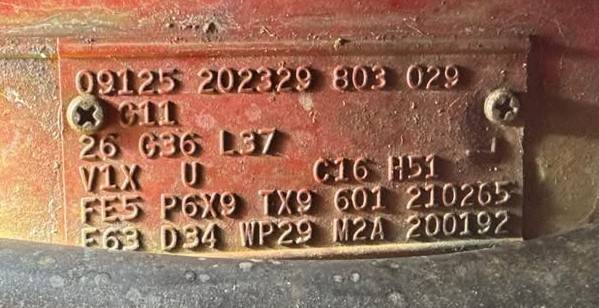 09125 202329 803 029
C11
26 G36 L37
V1X U C16 H51
FE5 P6X9 TX9 601 210265
E63 D34 WP29 M2A 200192